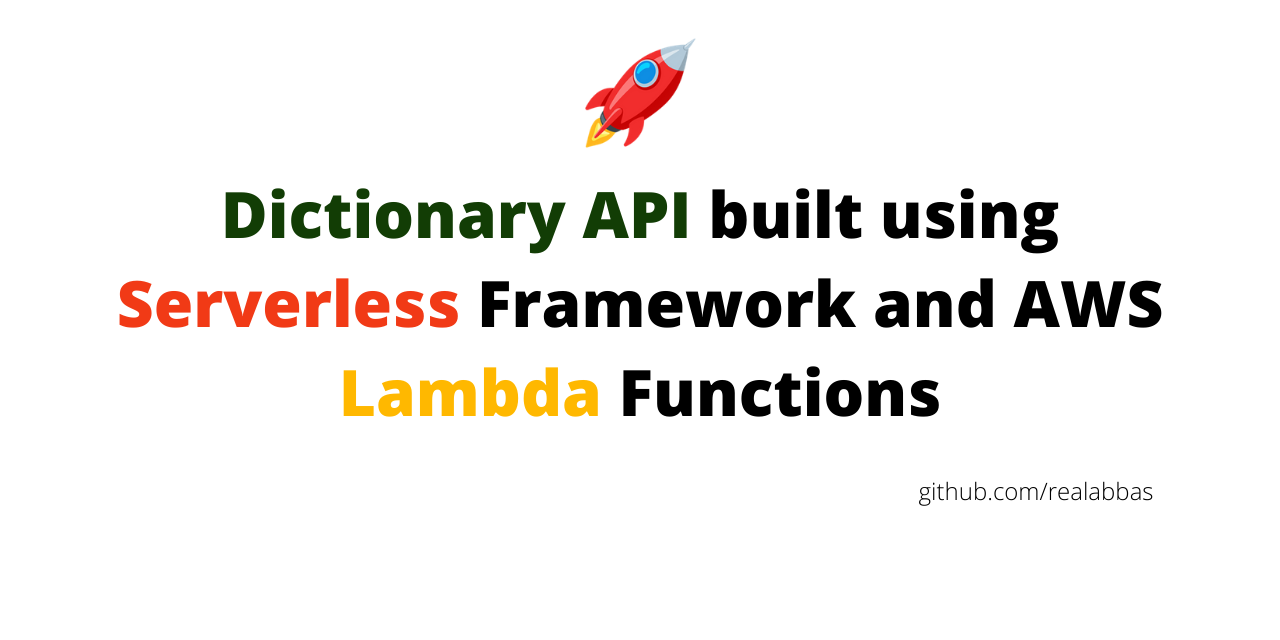 Dictionary API built using
Serverless Framework and AWS
Lambda Functions
github.com/realabbas